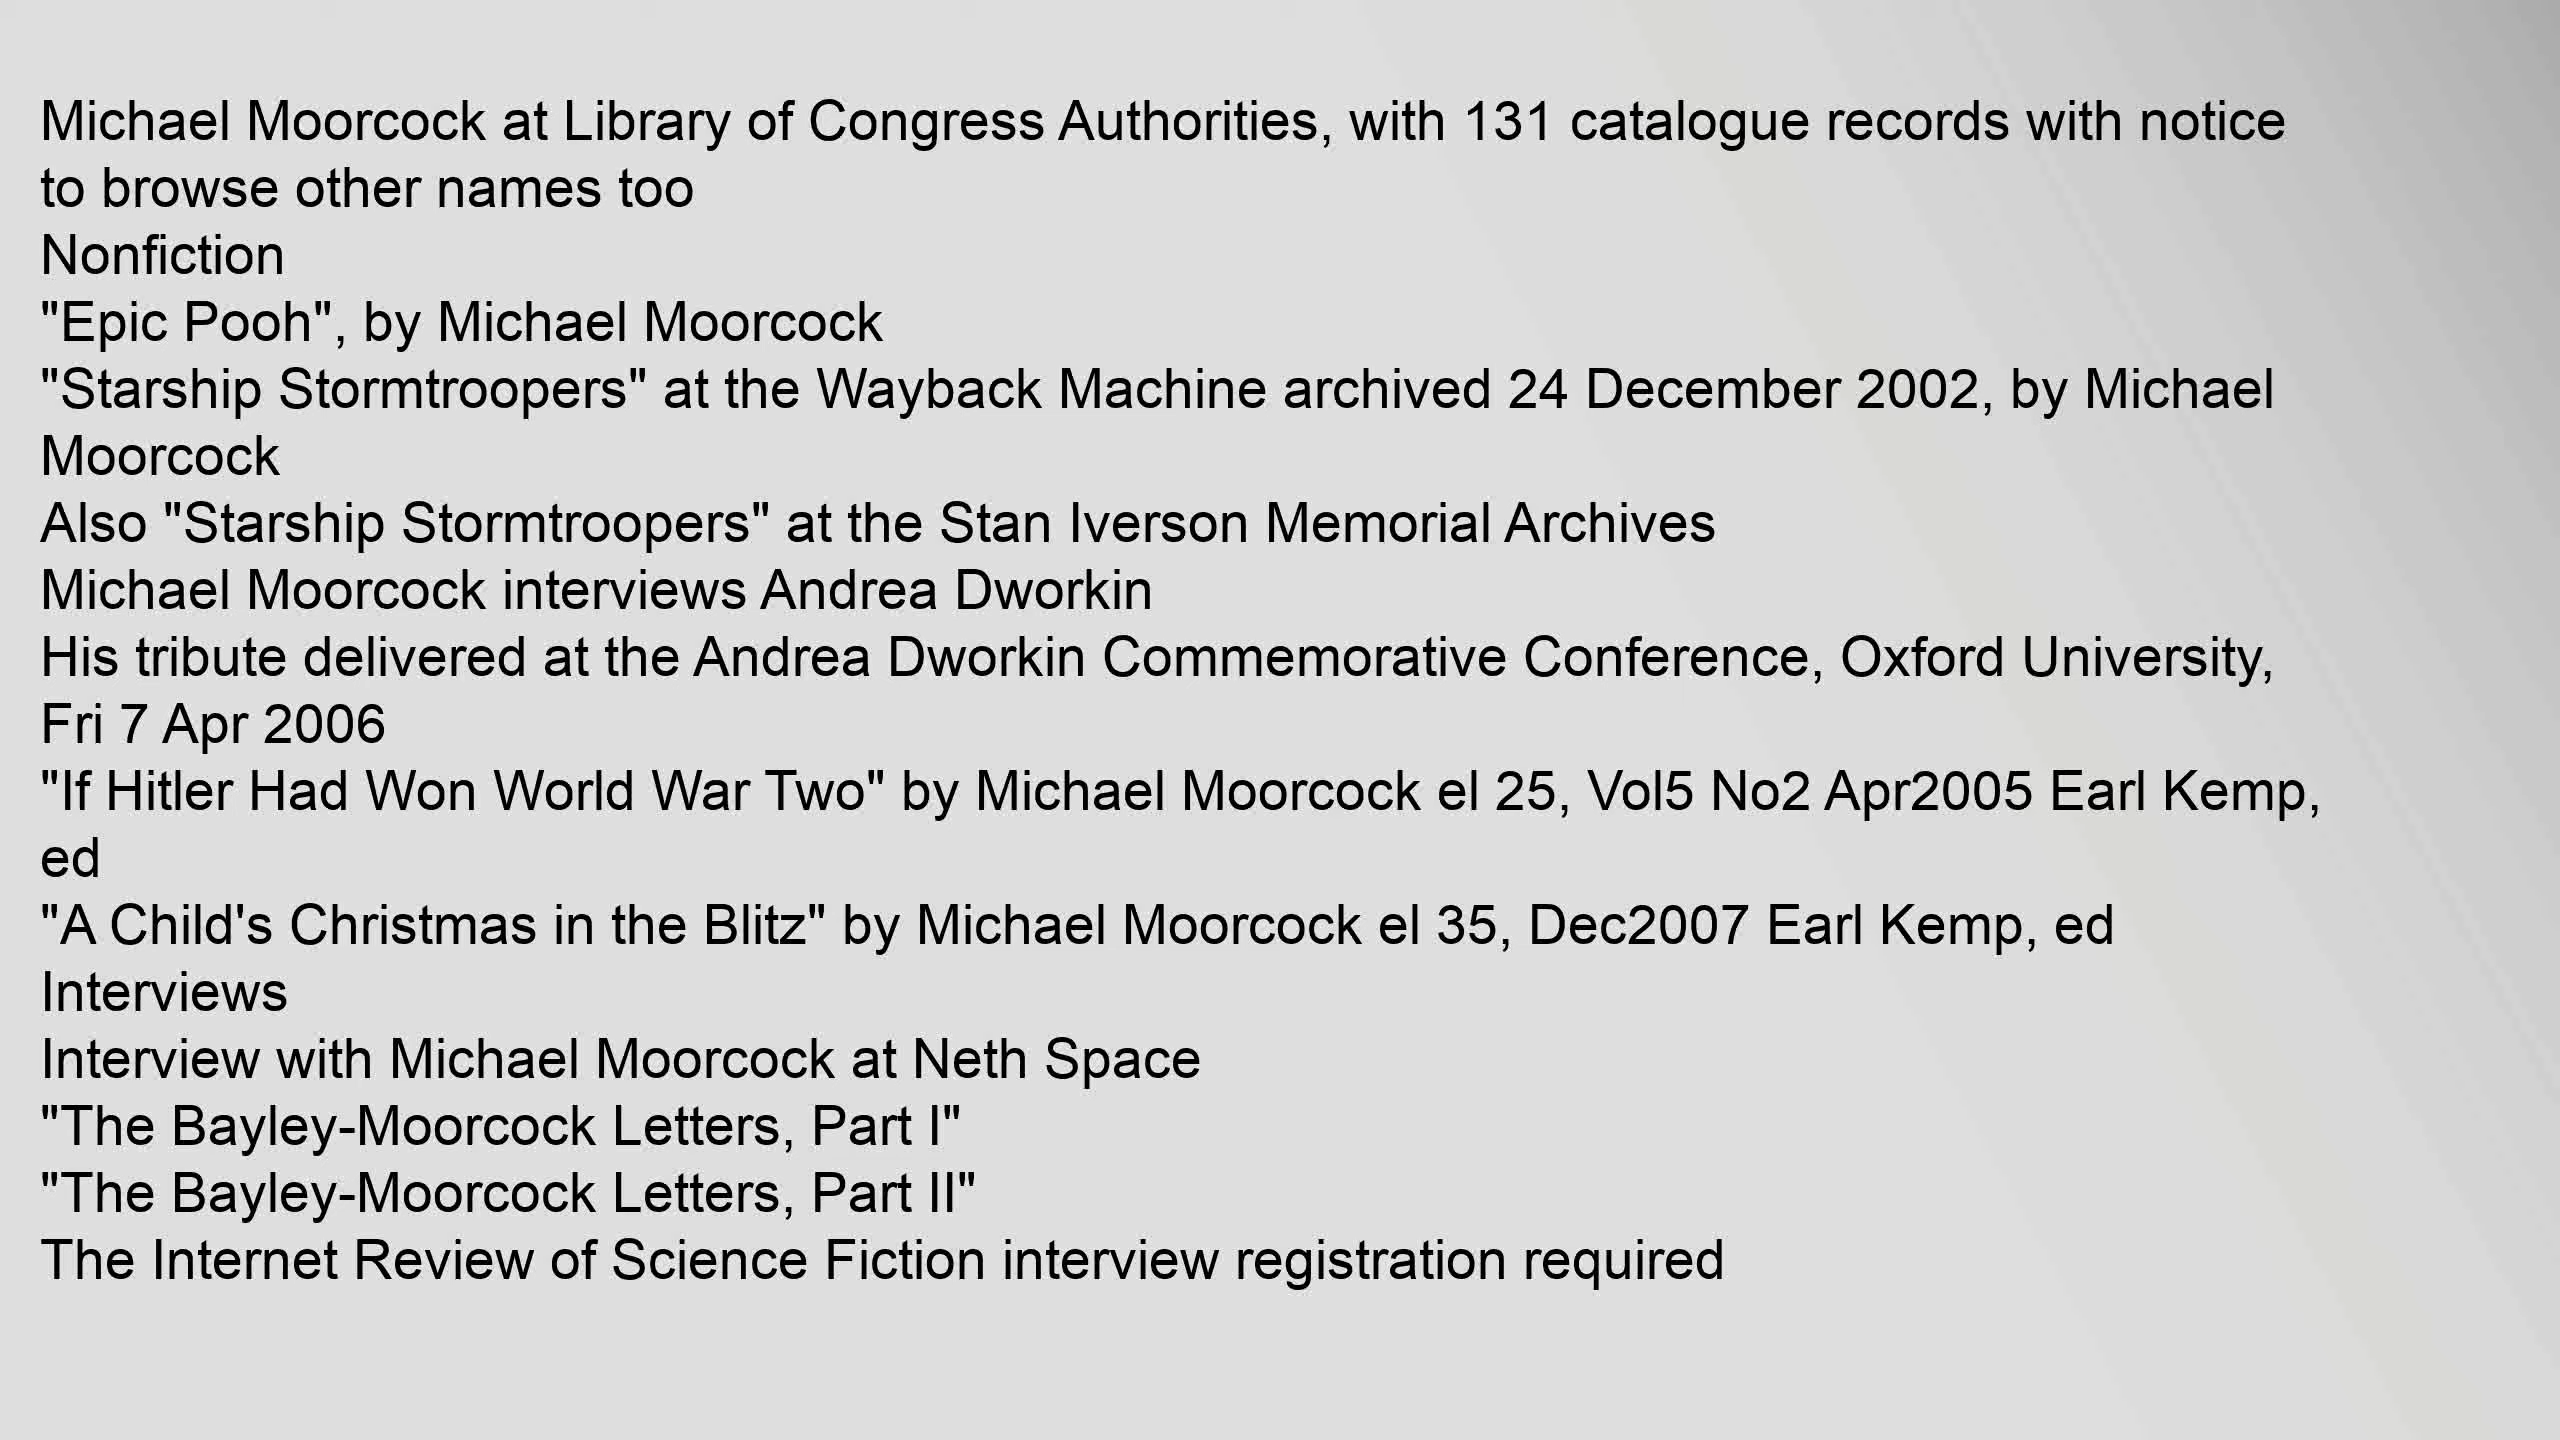 Michael Moorcock at Library of Congress Authorities, with 131 catalogue records with notice
to browse other names too
Nonfiction
"Epic Pooh", by Michael Moorcock
"Starship Stormtroopers" at the Wayback Machine archived 24 December 2002, by Michael
Moorcock
Also "Starship Stormtroopers" at the Stan Iverson Memorial Archives
Michael Moorcock interviews Andrea Dworkin
His tribute delivered at the Andrea Dworkin Commemorative Conference, Oxford University,
Fri 7 Apr 2006
"If Hitler Had Won World War Two" by Michael Moorcock el 25, Vol5 No2 Apr2005 Earl Kemp,
ed
"A Child's Christmas in the Blitz" by Michael Moorcock el 35, Dec2007 Earl Kemp, ed
Interviews
Interview with Michael Moorcock at Neth Space
"The Bayley-Moorcock Letters, Part I"
"The Bayley-Moorcock Letters, Part II"
The Internet Review of Science Fiction interview registration required